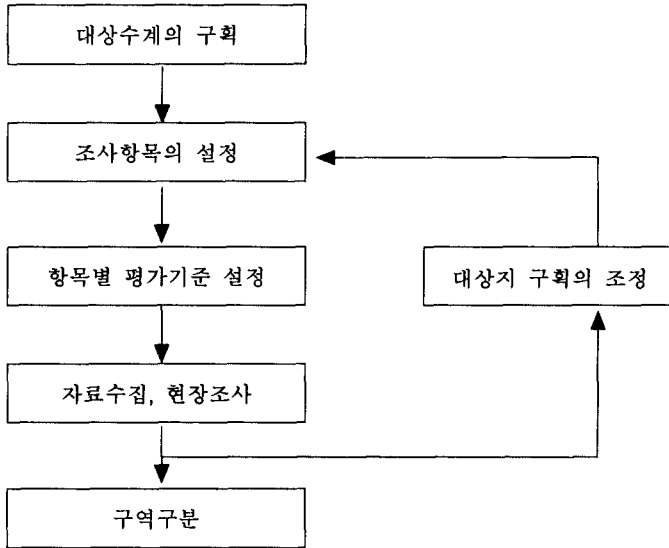 대상수계의 구획
조사항목의 설정
항목별 평가기준 설정
대상지 구획의 조정
자료수집, 현장조사
구역구분